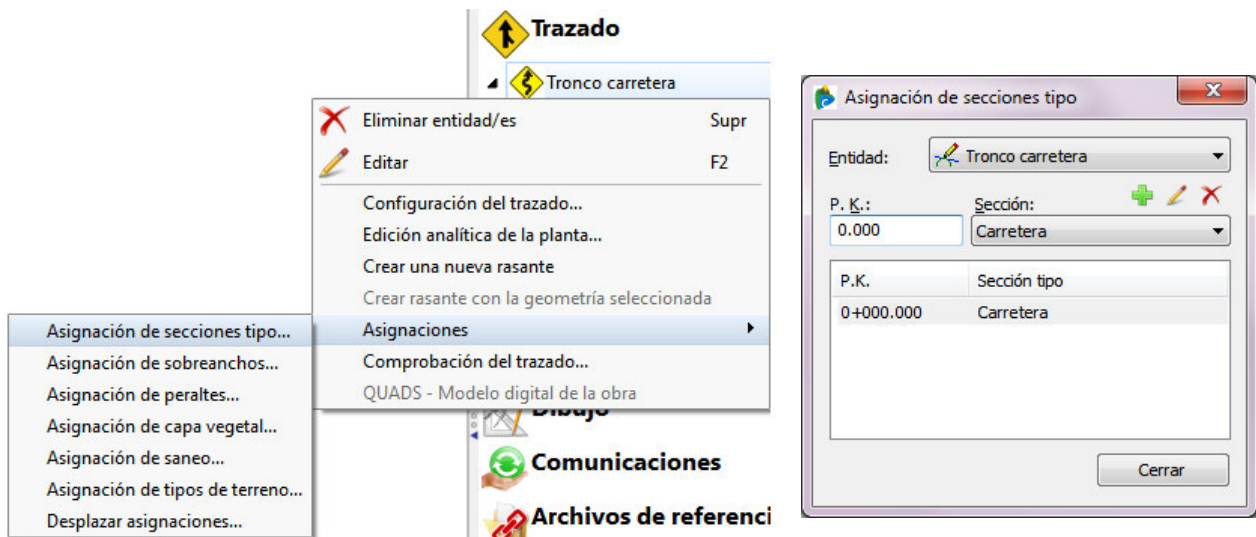 Trazado
Tronco carretera
Eliminar entidad/es Supr
Editar F2
Configuración del trazado...
Edición analítica de la planta...
Crear una nueva rasante
Crear rasante con la geometría seleccionada
Asignaciones
Comprobación del trazado...
QUADS - Modelo digital de la obra
Asignación de secciones tipo...
Asignación de sobreanchos...
Asignación de peraltes...
Asignación de capa vegetal...
Asignación de saneo...
Asignación de tipos de terreno...
Desplazar asignaciones...
Dibujo
Comunicaciones
Archivos de referenci
Asignación de secciones tipo
Entidad: Tronco carretera
P. K.: Sección:
0.000 Carretera
P.K. Sección tipo
0+000.000 Carretera
Cerrar